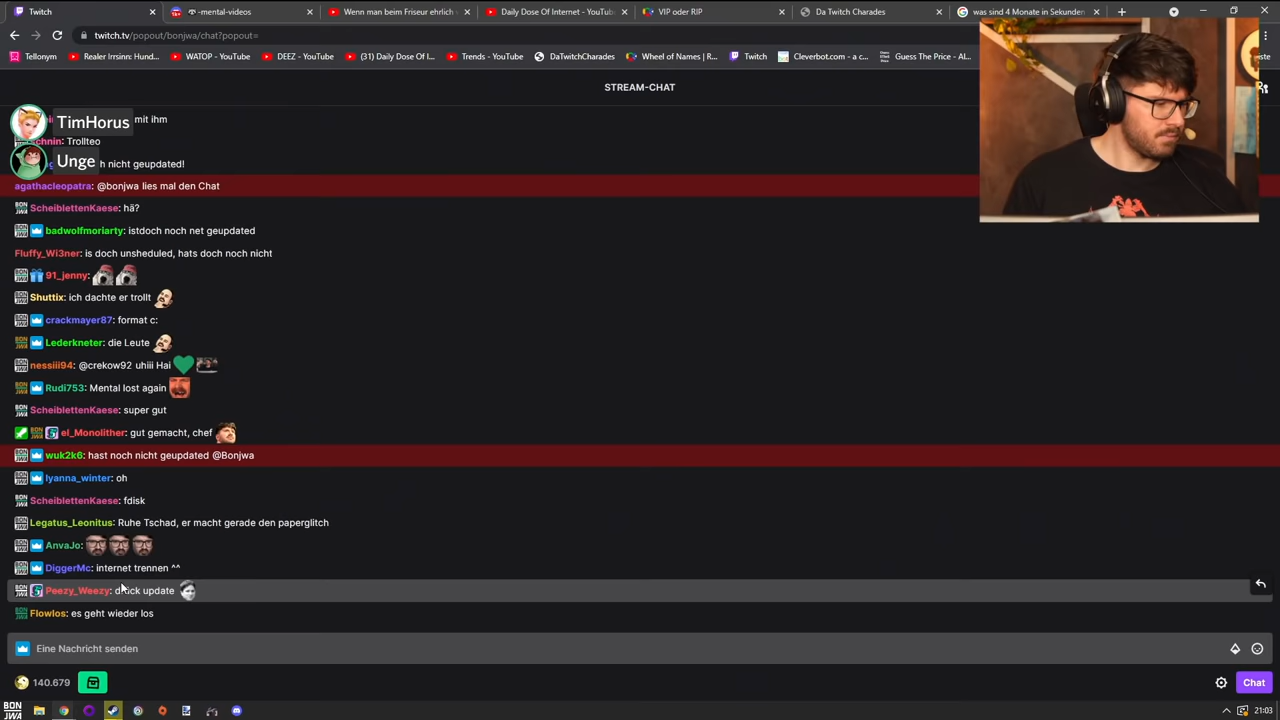 Twitch
-mental-videos
Wenn man beim Friseur ehrlich
Daily Dose Of Internet - YouTub
VIP oder RIP
Da Twitch Charades
was sind 4 Monate in Sekunden
twitch.tv/popout/bonjwa/chat?popout=
Tellonym
Realer Irrsinn: Hund...
WATOP - YouTube
DEEZ - YouTube
(31) Daily Dose Of I...
Trends - YouTube
DaTwitchCharades
Wheel of Names | R...
Twitch
Cleverbot.com - a c...
Guess The Price - Al...
STREAM-CHAT
mit ihm
TimHorus
Trollteo
Unge
h nicht geupdated!
agathacleopatra: @bonjwa lies mal den Chat
ScheiblettenKaese: hä?
badwolfmoriarty: istdoch noch net geupdated
Fluffy_Wi3ner: is doch unsheduled, hats doch noch nicht
91_jenny:
Shuttix: ich dachte er trollt
crackmayer87: format c:
Lederkneter: die Leute
nessiii94: @crekow92 uhiii Hai
Rudi753: Mental lost again
ScheiblettenKaese: super gut
el_Monolither: gut gemacht, chef
wuk2k6: hast noch nicht geupdated @Bonjwa
lyanna_winter: oh
ScheiblettenKaese: fdisk
Legatus_Leonitus: Ruhe Tschad, er macht gerade den paperglitch
AnvaJo:
DiggerMc: internet trennen ^^
Peezy_Weezy: drück update
Flowlos: es geht wieder los
Eine Nachricht senden
140.679
Chat
BON
JWA
21:03